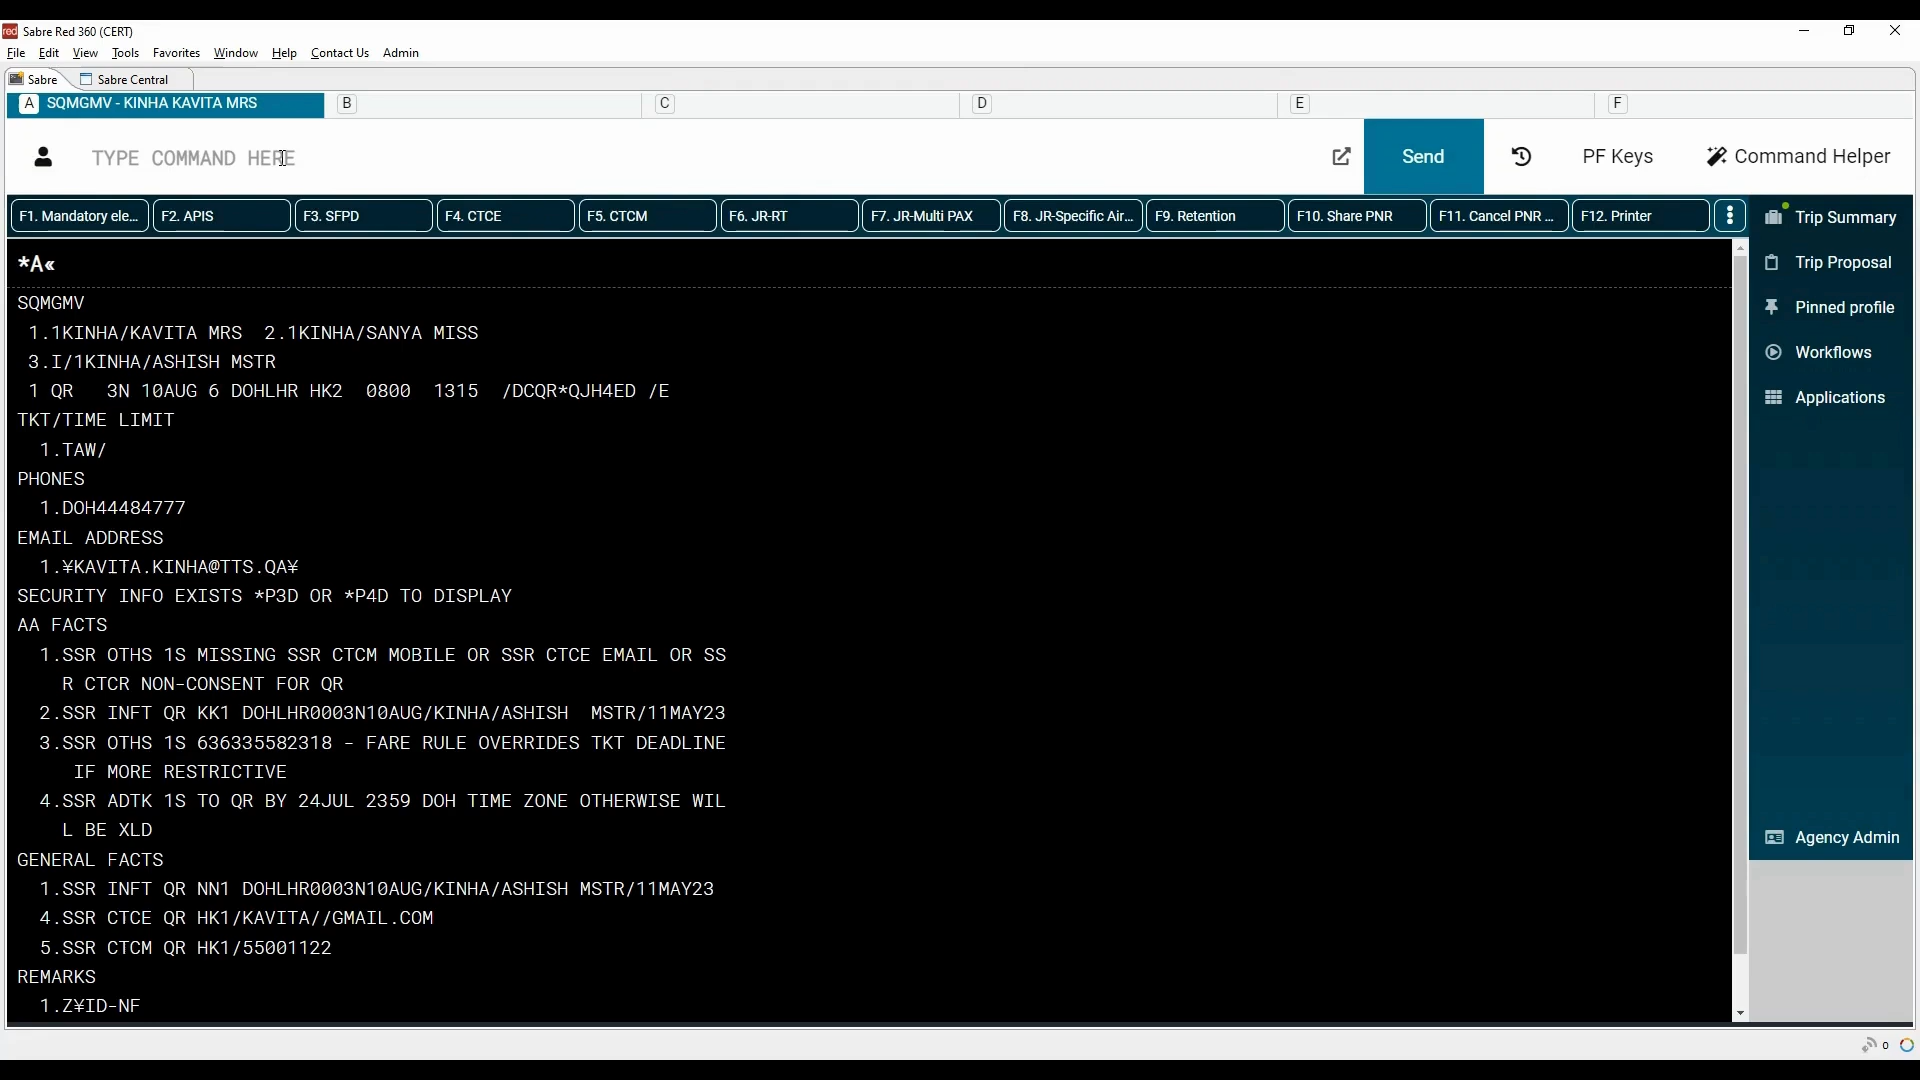 red Sabre Red 360 (CERT)
File Edit View Tools Favorites Window Help Contact Us Admin
Sabre Sabre Central
A SQMGMV - KINHA KAVITA MRS B C D E F
TYPE COMMAND HERE Send PF Keys Command Helper
F1. Mandatory ele... F2. APIS F3. SFPD F4. CTCE F5. CTCM F6. JR-RT F7. JR-Multi PAX F8. JR-Specific Air... F9. Retention F10. Share PNR F11. Cancel PNR ... F12. Printer
Trip Summary
Trip Proposal
Pinned profile
Workflows
Applications
Agency Admin
*A«
SQMGMV
1.1KINHA/KAVITA MRS 2.1KINHA/SANYA MISS
3.I/1KINHA/ASHISH MSTR
1 QR 3N 10AUG 6 DOHLHR HK2 0800 1315 /DCQR*QJH4ED /E
TKT/TIME LIMIT
1.TAW/
PHONES
1.DOH44484777
EMAIL ADDRESS
1.¥KAVITA.KINHA@TTS.QA¥
SECURITY INFO EXISTS *P3D OR *P4D TO DISPLAY
AA FACTS
1.SSR OTHS 1S MISSING SSR CTCM MOBILE OR SSR CTCE EMAIL OR SS
R CTCR NON-CONSENT FOR QR
2.SSR INFT QR KK1 DOHLHR0003N10AUG/KINHA/ASHISH MSTR/11MAY23
3.SSR OTHS 1S 636335582318 - FARE RULE OVERRIDES TKT DEADLINE
IF MORE RESTRICTIVE
4.SSR ADTK 1S TO QR BY 24JUL 2359 DOH TIME ZONE OTHERWISE WIL
L BE XLD
GENERAL FACTS
1.SSR INFT QR NN1 DOHLHR0003N10AUG/KINHA/ASHISH MSTR/11MAY23
4.SSR CTCE QR HK1/KAVITA//GMAIL.COM
5.SSR CTCM QR HK1/55001122
REMARKS
1.Z¥ID-NF
0